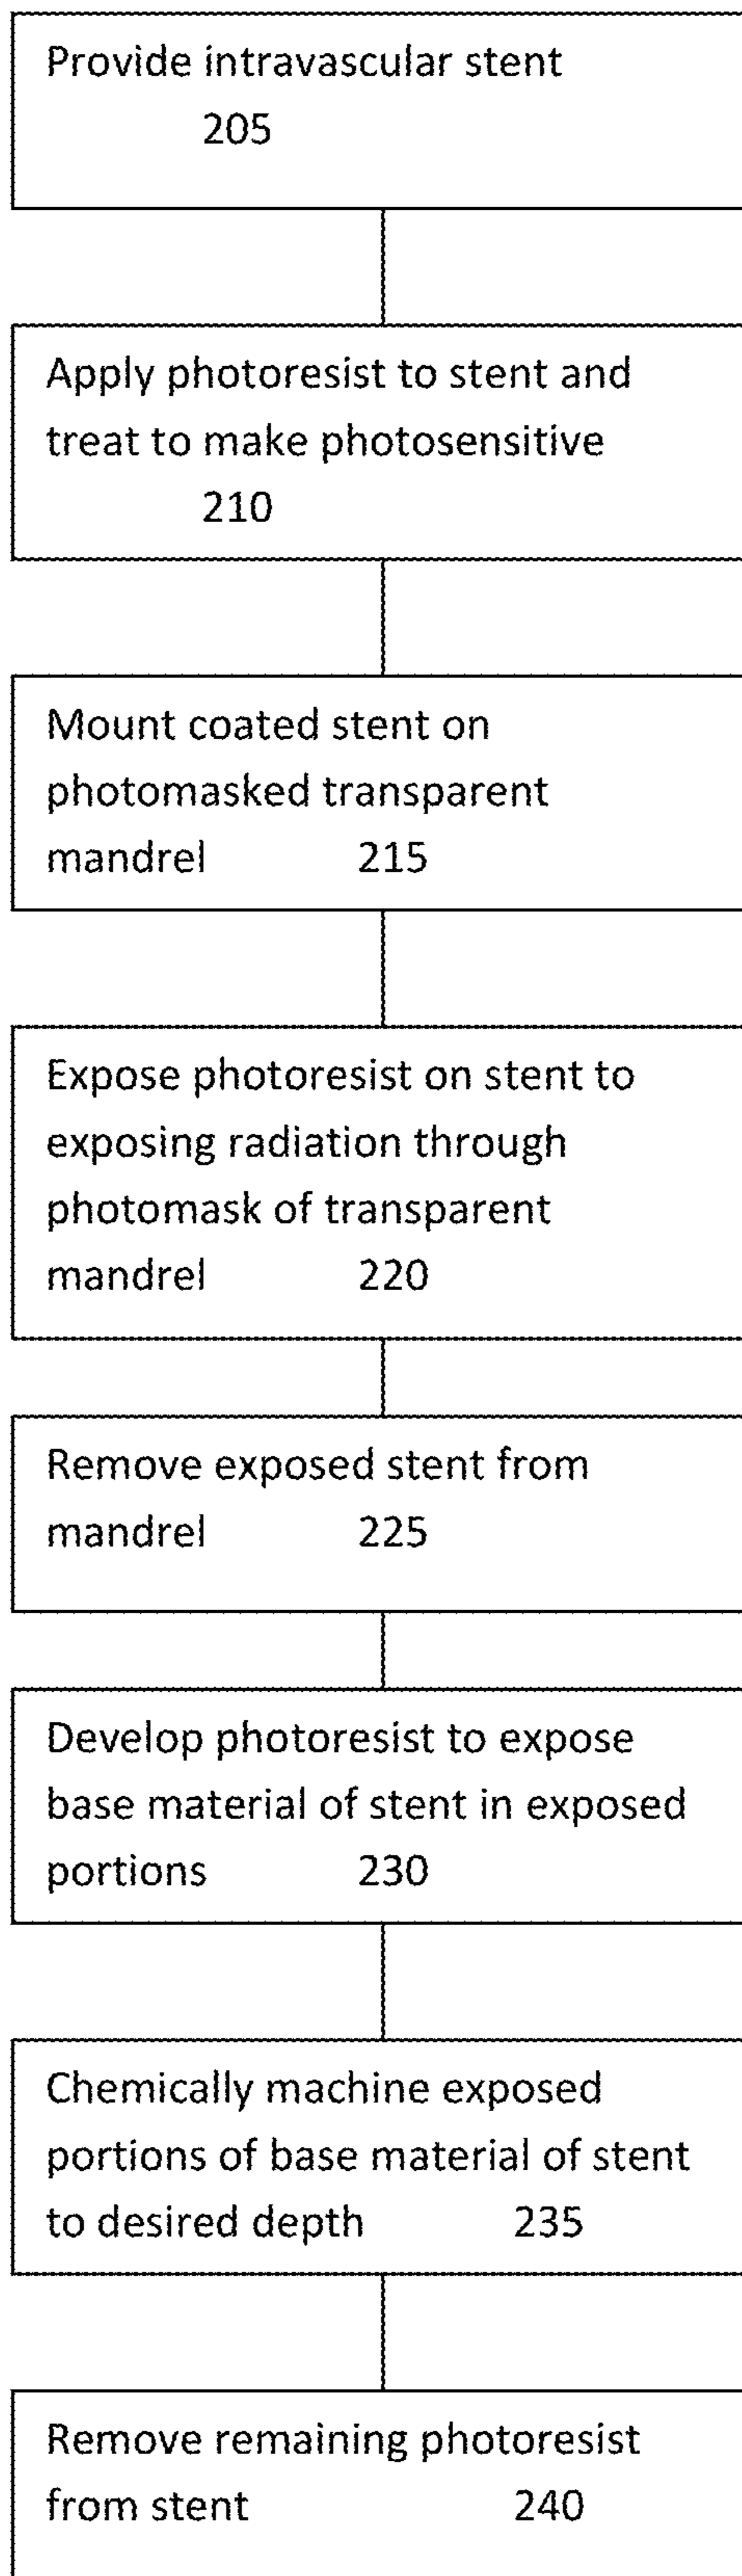 Provide intravascular stent
205
Apply photoresist to stent and
treat to make photosensitive
210
Mount coated stent on
photomasked transparent
mandrel 215
Expose photoresist on stent to
exposing radiation through
photomask of transparent
mandrel 220
Remove exposed stent from
mandrel 225
Develop photoresist to expose
base material of stent in exposed
portions 230
Chemically machine exposed
portions of base material of stent
to desired depth 235
Remove remaining photoresist
from stent 240